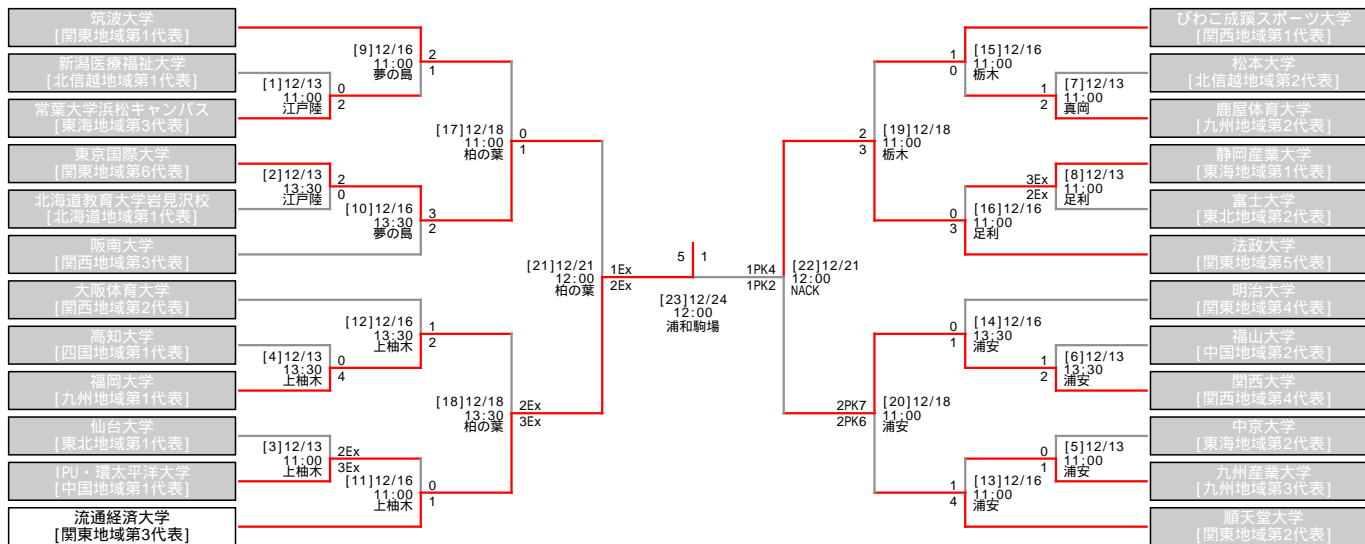 筑波大学
[関東地域第1代表]
新潟医療福祉大学
[北信越地域第1代表]
常葉大学浜松キャンパス
[東海地域第3代表]
東京国際大学
[関東地域第6代表]
北海道教育大学岩見沢校
[北海道地域第1代表]
阪南大学
[関西地域第3代表]
大阪体育大学
[関西地域第2代表]
高知大学
[四国地域第1代表]
福岡大学
[九州地域第1代表]
仙台大学
[東北地域第1代表]
IPU・環太平洋大学
[中国地域第1代表]
流通経済大学
[関東地域第3代表]
[1]12/13
11:00
江戸陸
0
2
[2]12/13
13:30
江戸陸
2
0
[4]12/13
13:30
上柚木
0
4
[3]12/13
11:00
上柚木
2Ex
3Ex
[9]12/16
11:00
夢の島
2
1
[10]12/16
13:30
夢の島
3
2
[12]12/16
13:30
上柚木
1
2
[11]12/16
11:00
上柚木
0
1
[17]12/18
11:00
柏の葉
0
1
[18]12/18
13:30
柏の葉
2Ex
3Ex
[21]12/21
12:00
柏の葉
1Ex
2Ex
5
1
[23]12/24
12:00
浦和駒場
1PK4
1PK2
[22]12/21
12:00
NACK
2
3
[19]12/18
11:00
栃木
2PK7
2PK6
[20]12/18
11:00
浦安
1
0
[15]12/16
11:00
栃木
0
3
[16]12/16
11:00
足利
0
1
[14]12/16
13:30
浦安
1
4
[13]12/16
11:00
浦安
1
2
[7]12/13
11:00
真岡
3Ex
2Ex
[8]12/13
11:00
足利
1
2
[6]12/13
13:30
浦安
0
1
[5]12/13
11:00
浦安
びわこ成蹊スポーツ大学
[関西地域第1代表]
松本大学
[北信越地域第2代表]
鹿屋体育大学
[九州地域第2代表]
静岡産業大学
[東海地域第1代表]
富士大学
[東北地域第2代表]
法政大学
[関東地域第5代表]
明治大学
[関東地域第4代表]
福山大学
[中国地域第2代表]
関西大学
[関西地域第4代表]
中京大学
[東海地域第2代表]
九州産業大学
[九州地域第3代表]
順天堂大学
[関東地域第2代表]